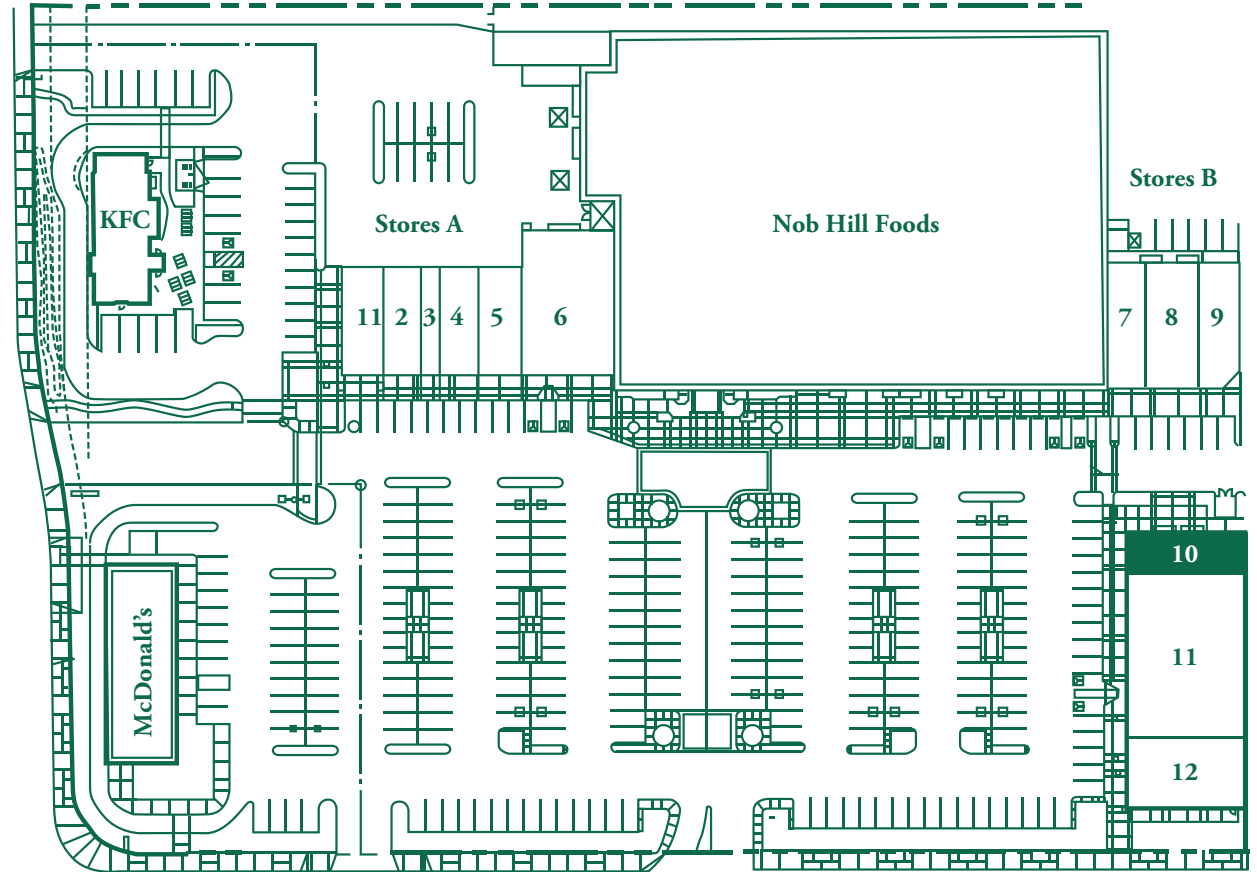 Stores B
KFC
Stores A
Nob Hill Foods
11 2 3 4 5 6
7 8 9
10
11
McDonald's
12